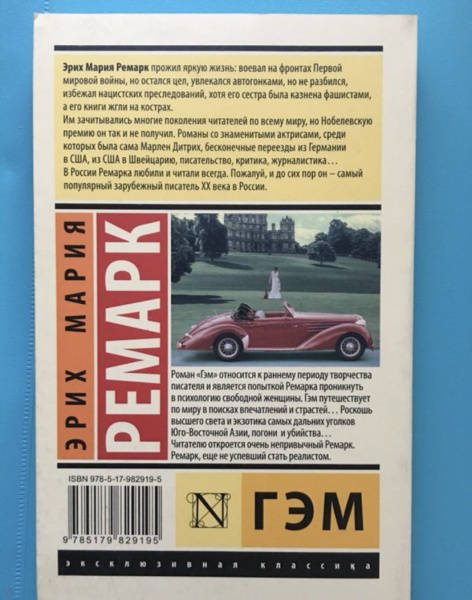 Эрих Мария Ремарк прожил яркую жизнь: воевал на фронтах Первой
мировой войны, но остался цел, увлекался автогонками, но не разбился,
избежал нацистских преследований, хотя его сестра была казнена фашистами,
а его книги жгли на кострах.
Им зачитывались многие поколения читателей по всему миру, но Нобелевскую
премию он так и не получил. Романы со знаменитыми актрисами, среди
которых была сама Марлен Дитрих, бесконечные переезды из Германии
в США, из США в Швейцарию, писательство, критика, журналистика...
В России Ремарка любили и читали всегда. Пожалуй, и до сих пор он – самый
популярный зарубежный писатель XX века в России.
ЭРИХ МАРИЯ
РЕМАРК
Роман «Гэм» относится к раннему периоду творчества
писателя и является попыткой Ремарка проникнуть
в психологию свободной женщины. Гэм путешествует
по миру в поисках впечатлений и страстей... Роскошь
высшего света и экзотика самых дальних уголков
Юго-Восточной Азии, погони и убийства...
Читателю откроется очень непривычный Ремарк.
Ремарк, еще не успевший стать реалистом.
ISBN 978-5-17-982919-5
9 785179 829195
N
ГЭМ
эксклюзивная классика